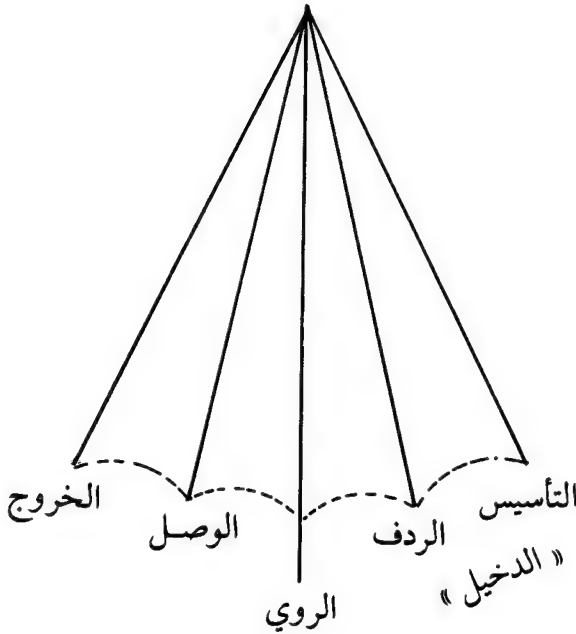 التأسيس
« الدخيل »
الردف
الروي
الوصل
الخروج